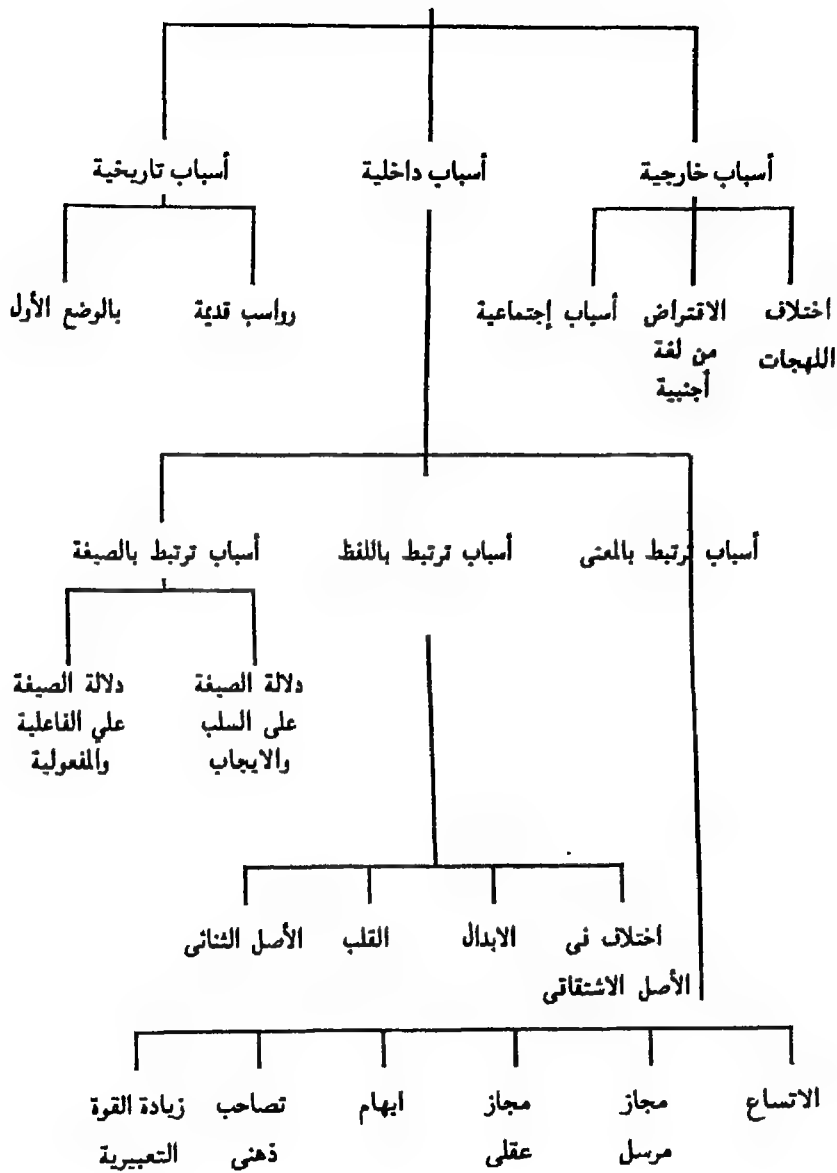 أسباب خارجية
أسباب داخلية
أسباب تاريخية
اختلاف
اللهجات
الاقتراض
من لغة
أجنبية
أسباب إجتماعية
رواسب قديمة
بالوضع الأول
أسباب ترتبط بالمعنى
أسباب ترتبط باللفظ
أسباب ترتبط بالصيغة
دلالة الصيغة
على السلب
والايجاب
دلالة الصيغة
علي الفاعلية
والمفعولية
اختلاف فى
الأصل الاشتقاقى
الابدال
القلب
الأصل الثنائى
الاتساع
مجاز
مرسل
مجاز
عقلى
ايهام
تصاحب
ذهنى
زيادة القوة
التعبيرية